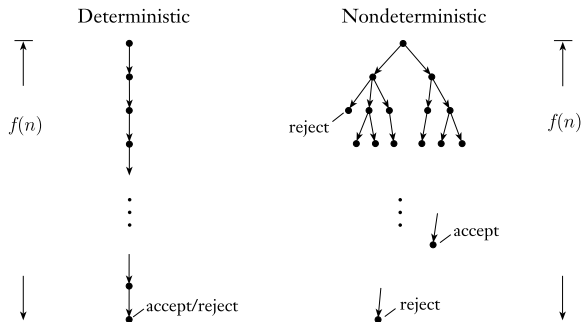 Deterministic
Nondeterministic
f(n)
reject
f(n)
accept
accept/reject
reject